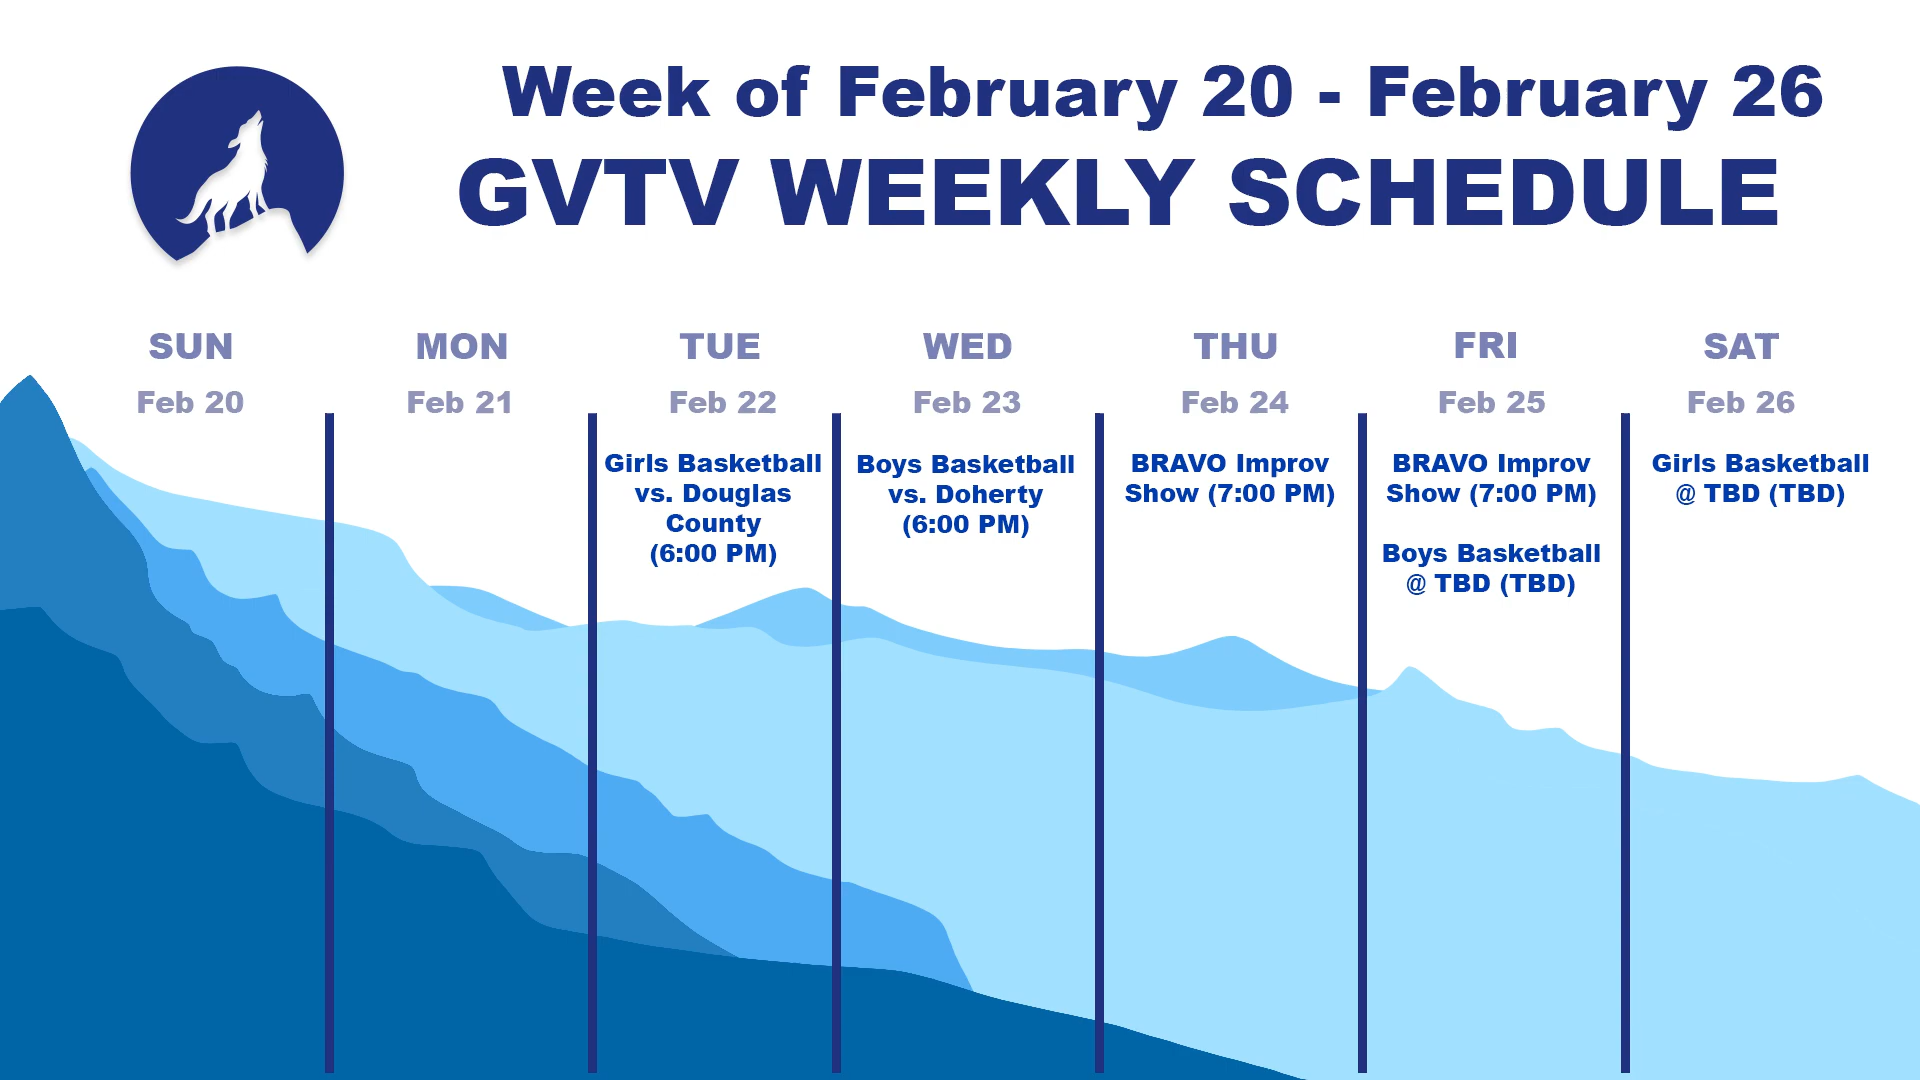 Week of February 20 - February 26
GVTV WEEKLY SCHEDULE
SUN
Feb 20
MON
Feb 21
TUE
Feb 22
Girls Basketball
vs. Douglas
County
(6:00 PM)
WED
Feb 23
Boys Basketball
vs. Doherty
(6:00 PM)
THU
Feb 24
BRAVO Improv
Show (7:00 PM)
FRI
Feb 25
BRAVO Improv
Show (7:00 PM)
Boys Basketball
@ TBD (TBD)
SAT
Feb 26
Girls Basketball
@ TBD (TBD)